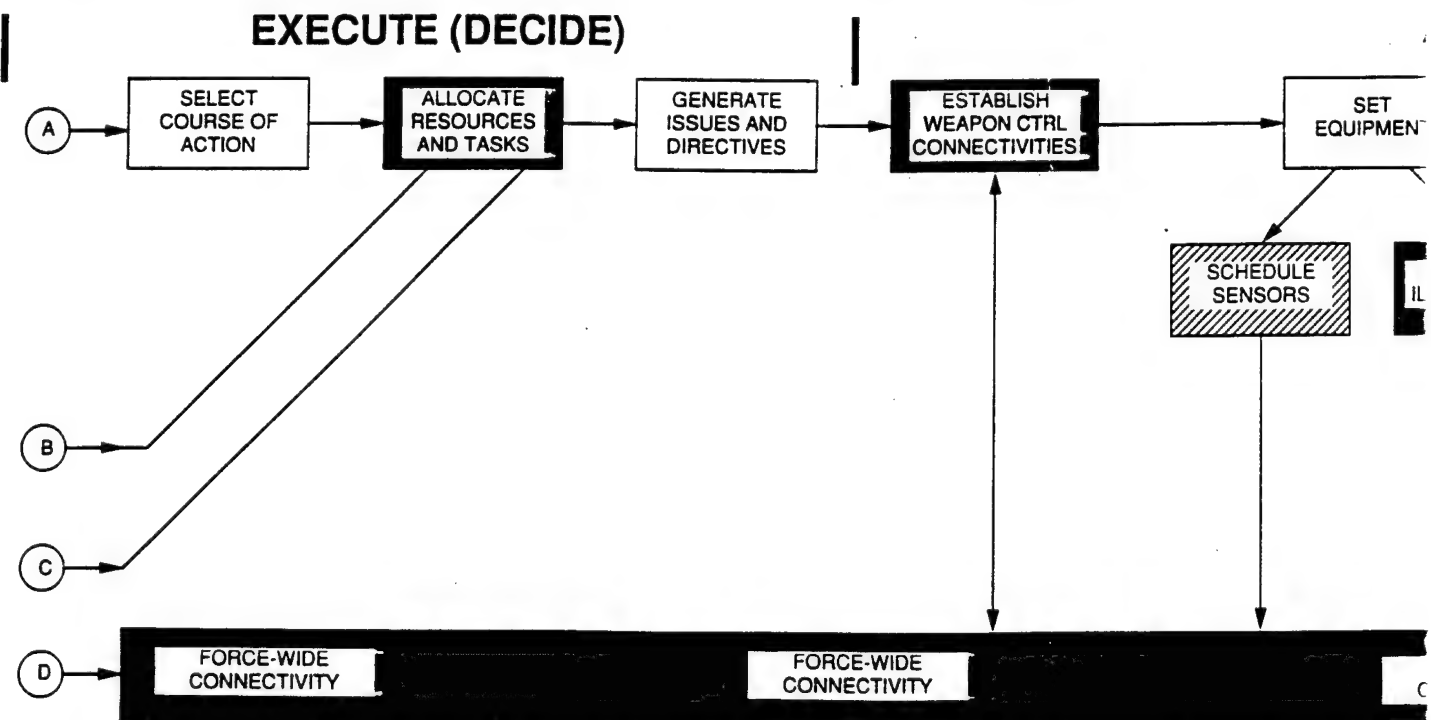 EXECUTE (DECIDE)
A
SELECT
COURSE OF
ACTION
ALLOCATE
RESOURCES
AND TASKS
GENERATE
ISSUES AND
DIRECTIVES
ESTABLISH
WEAPON CTRL
CONNECTIVITIES
SET
SCHEDULE
SENSORS
B
C
D
FORCE-WIDE
CONNECTIVITY
FORCE-WIDE
CONNECTIVITY